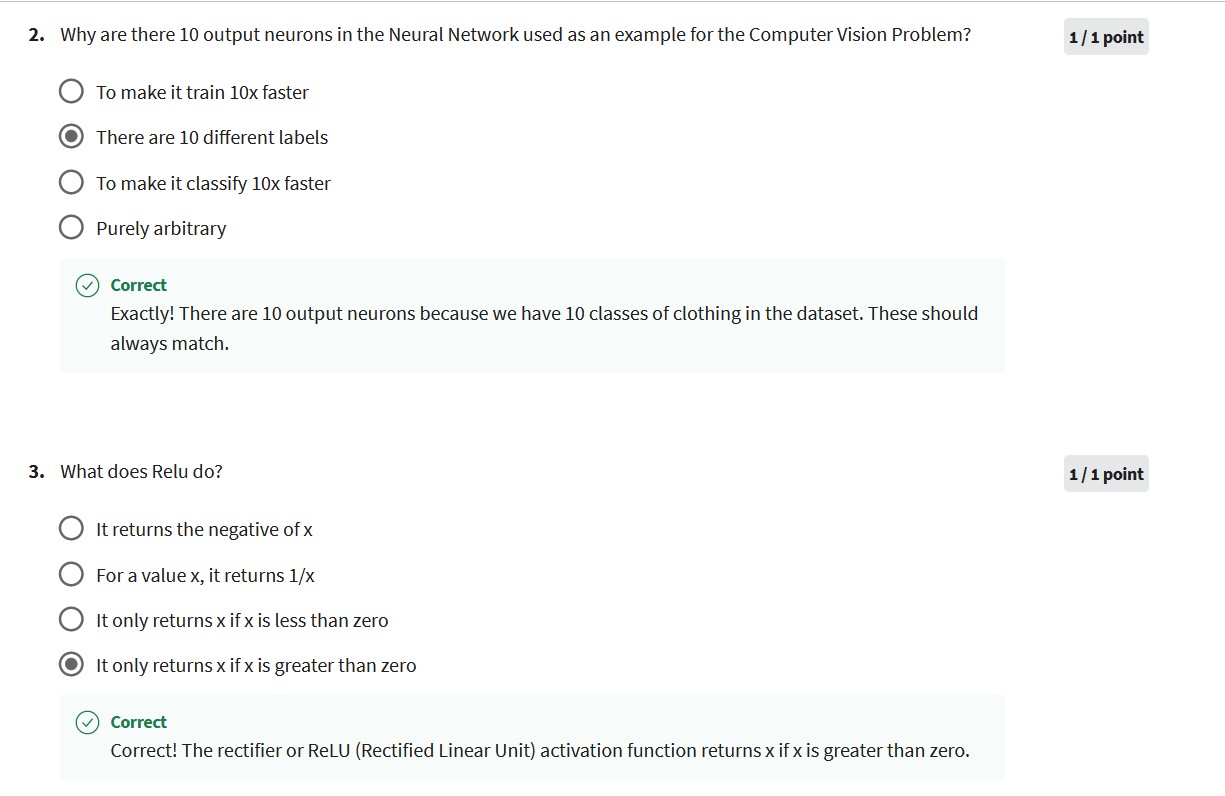 2. Why are there 10 output neurons in the Neural Network used as an example for the Computer Vision Problem?
1 / 1 point
To make it train 10x faster
There are 10 different labels
To make it classify 10x faster
Purely arbitrary
Correct
Exactly! There are 10 output neurons because we have 10 classes of clothing in the dataset. These should
always match.
3. What does Relu do?
1 / 1 point
It returns the negative of x
For a value x, it returns 1/x
It only returns x if x is less than zero
It only returns x if x is greater than zero
Correct
Correct! The rectifier or ReLU (Rectified Linear Unit) activation function returns x if x is greater than zero.